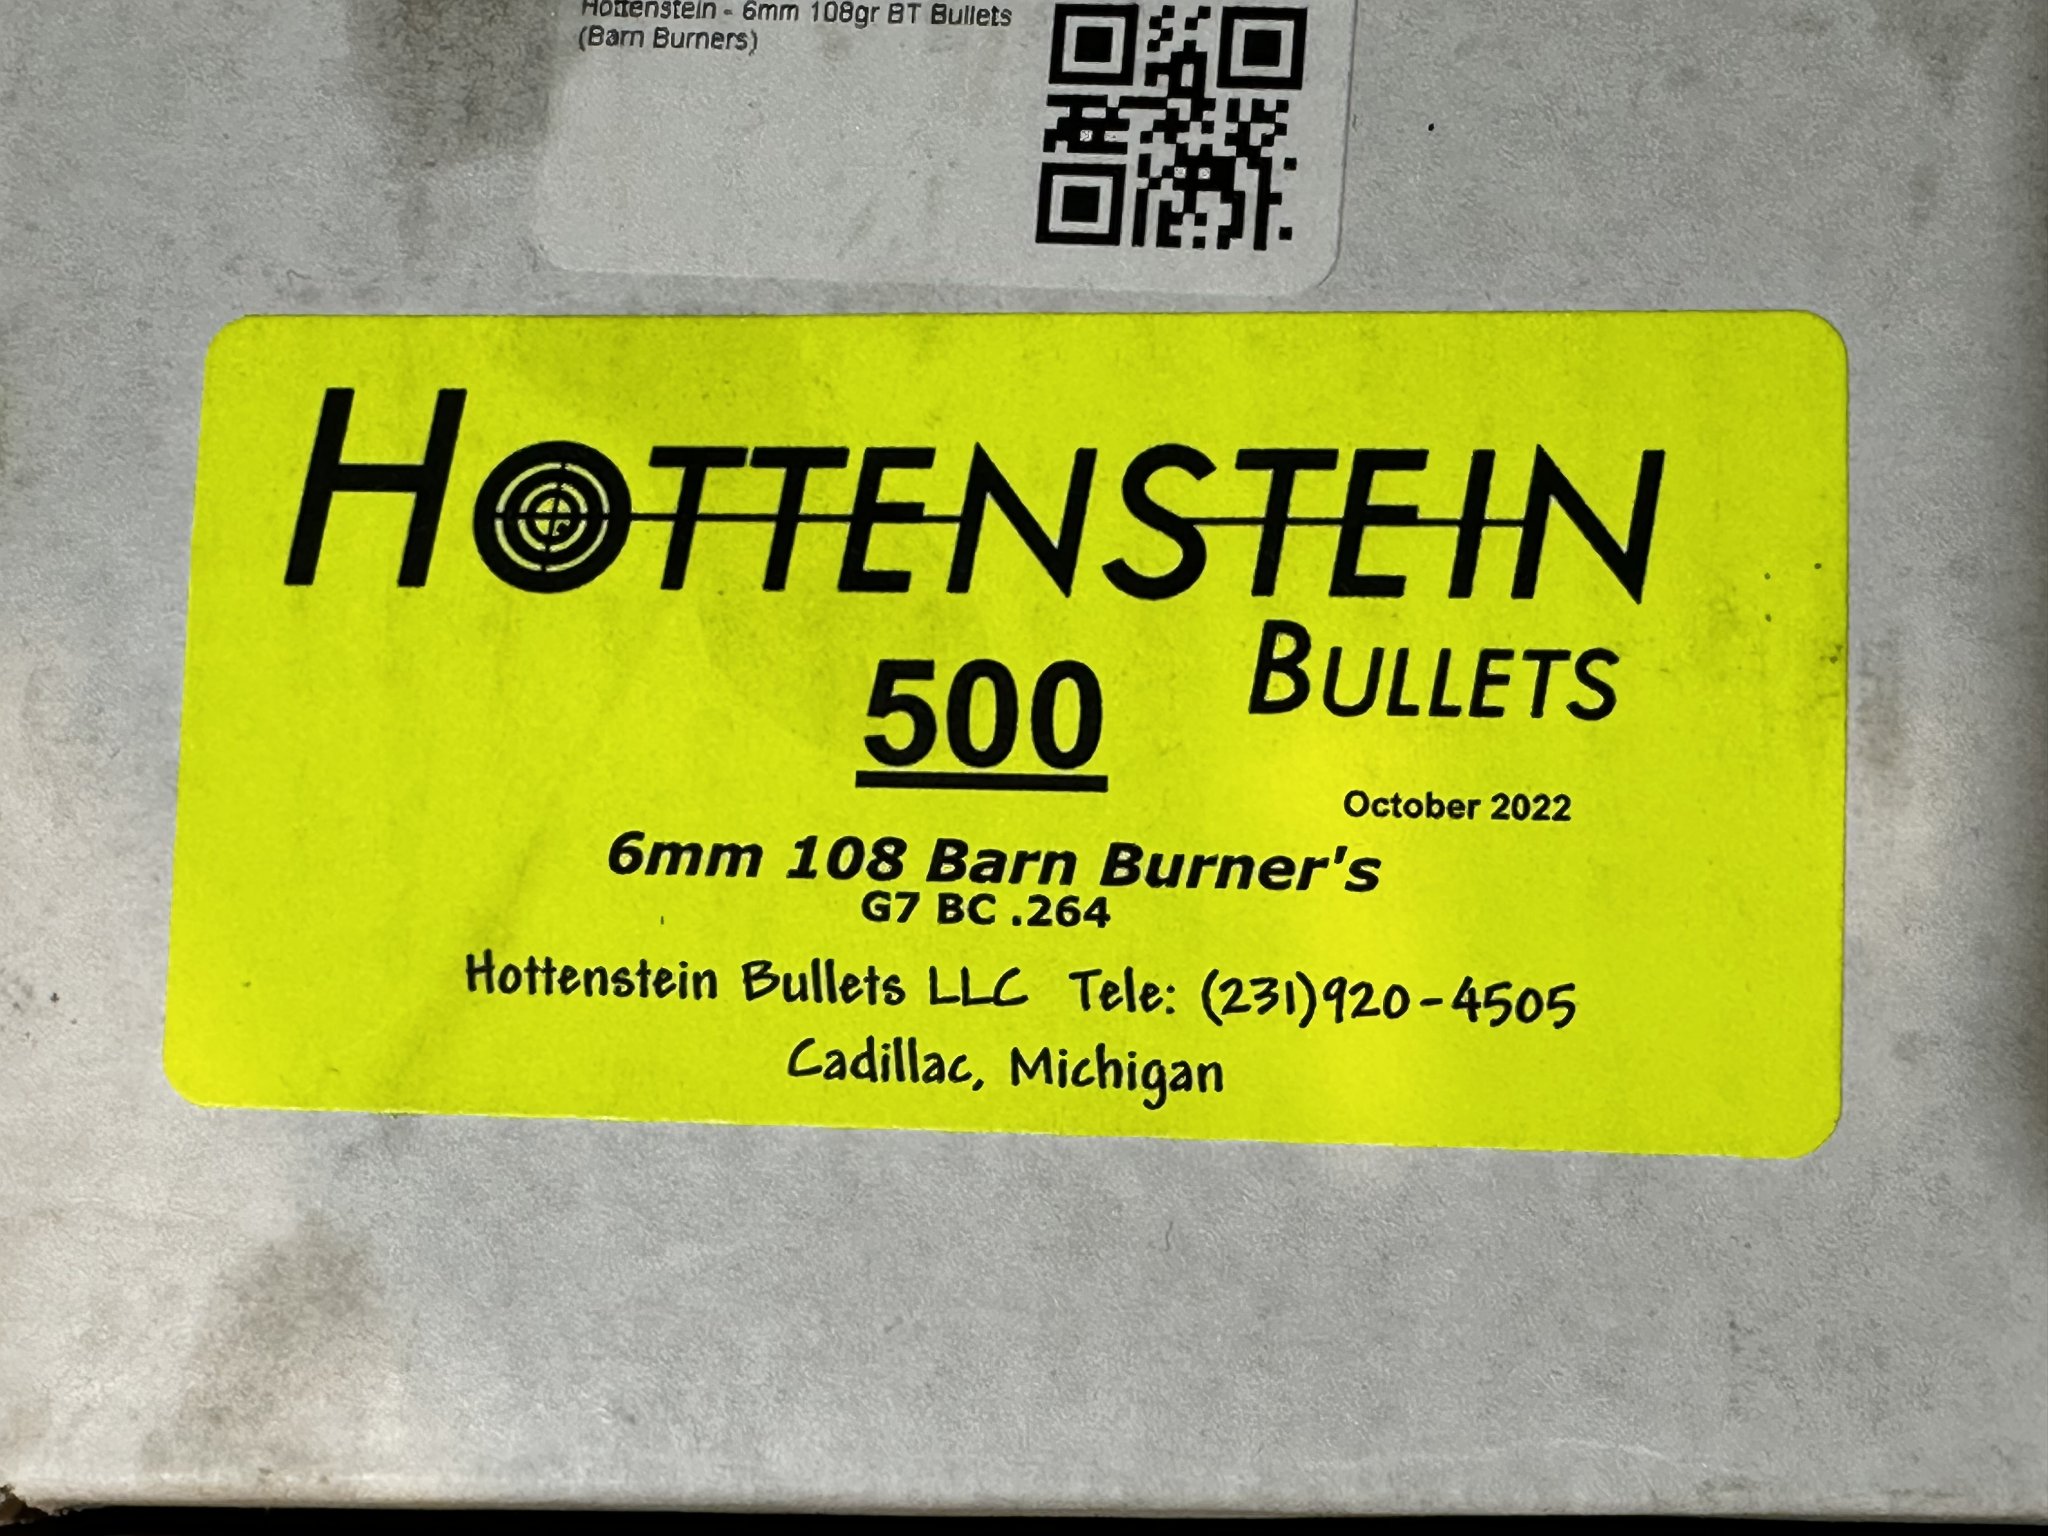 Hottenstein - 6mm 108gr BT Bullets
(Barn Burners)
HOTTENSTEIN
BULLETS
500
October 2022
6mm 108 Barn Burner's
G7 BC .264
Hottenstein Bullets LLC Tele: (231)920-4505
Cadillac, Michigan